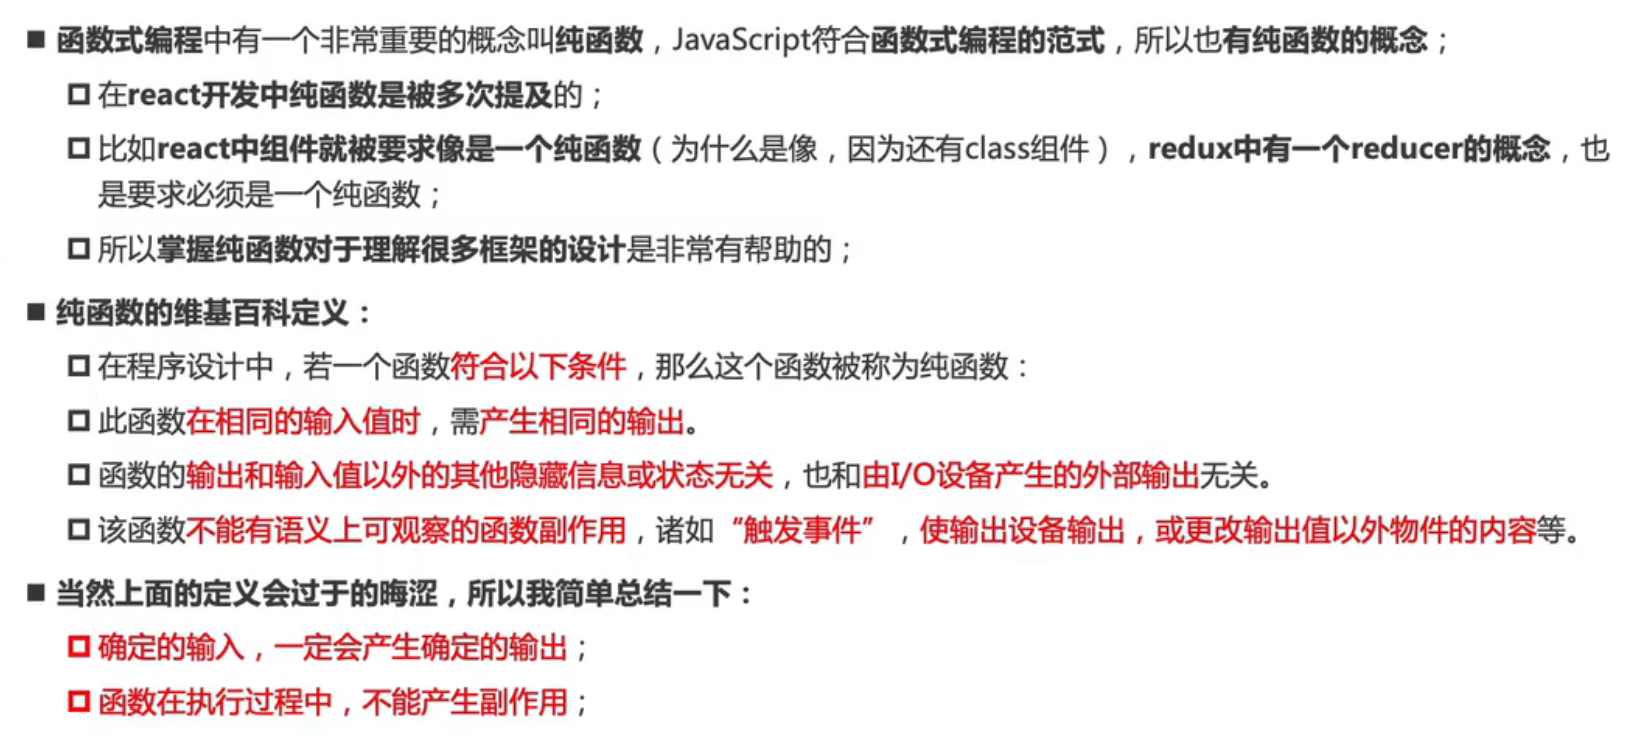 ■ 函数式编程中有一个非常重要的概念叫纯函数，JavaScript符合函数式编程的范式，所以也有纯函数的概念；
在react开发中纯函数是被多次提及的；
比如react中组件就被要求像是一个纯函数（为什么是像，因为还有class组件），redux中有一个reducer的概念，也
是要求必须是一个纯函数；
所以掌握纯函数对于理解很多框架的设计是非常有帮助的；
■ 纯函数的维基百科定义：
在程序设计中，若一个函数符合以下条件，那么这个函数被称为纯函数：
此函数在相同的输入值时，需产生相同的输出。
函数的输出和输入值以外的其他隐藏信息或状态无关，也和由I/O设备产生的外部输出无关。
该函数不能有语义上可观察的函数副作用，诸如“触发事件”，使输出设备输出，或更改输出值以外物件的内容等。
■ 当然上面的定义会过于的晦涩，所以我简单总结一下：
确定的输入，一定会产生确定的输出；
函数在执行过程中，不能产生副作用；